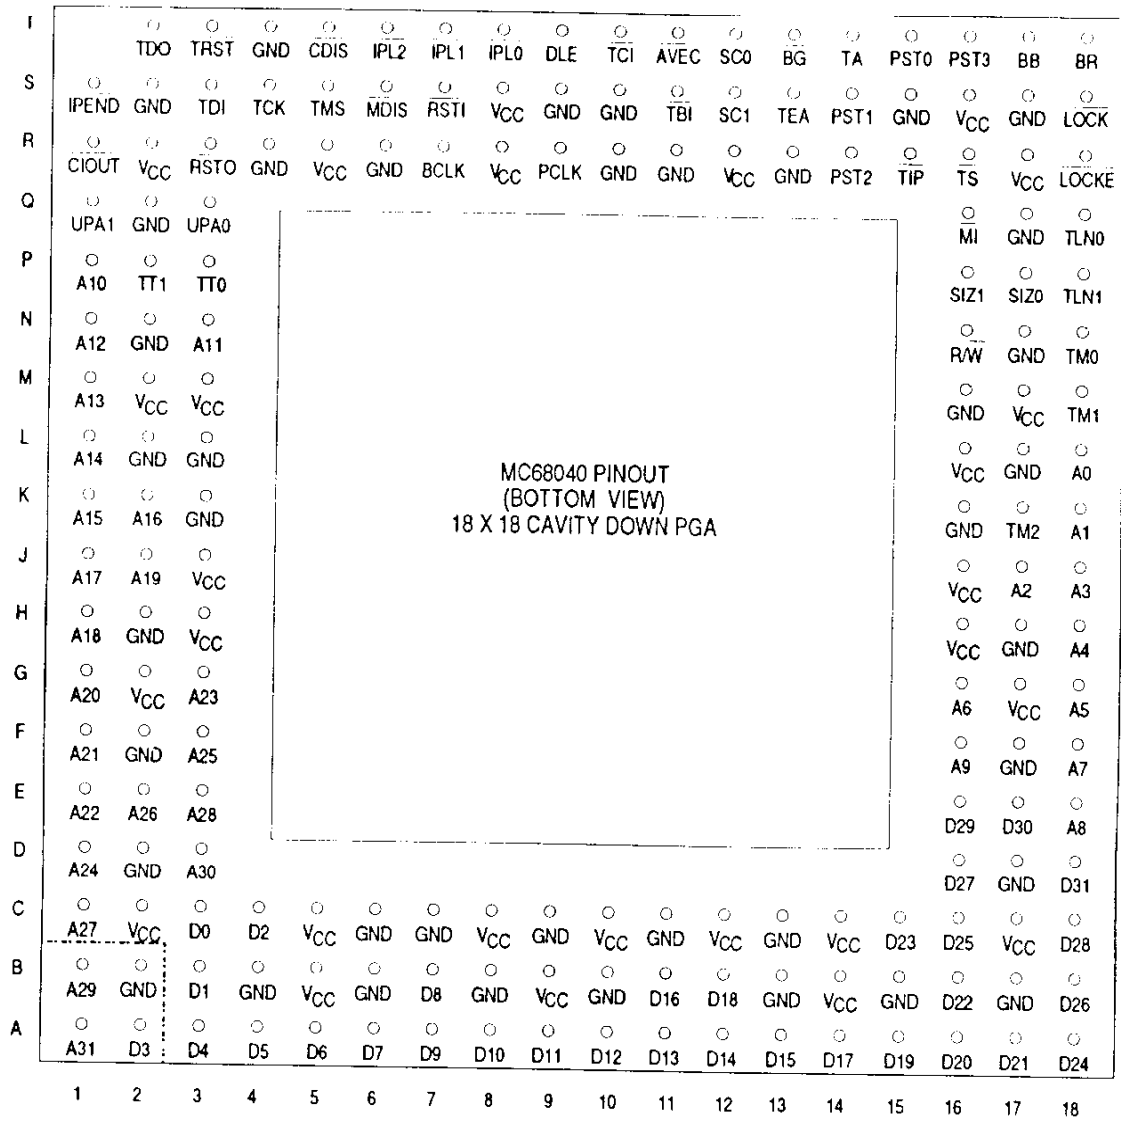 T
TDO TRST GND CDIS IPL2 IPL1 IPL0 DLE TCI AVEC SC0 BG TA PST0 PST3 BB BR
S
IPEND GND TDI TCK TMS MDIS RSTI VCC GND GND TBI SC1 TEA PST1 GND VCC GND LOCK
R
CIOUT VCC RSTO GND VCC GND BCLK VCC PCLK GND GND VCC GND PST2 TIP TS VCC LOCKE
Q
UPA1 GND UPA0 MI GND TLN0
P
A10 TT1 TT0 SIZ1 SIZ0 TLN1
N
A12 GND A11 R/W GND TM0
M
A13 VCC VCC GND VCC TM1
L
A14 GND GND VCC GND A0
MC68040 PINOUT
(BOTTOM VIEW)
18 X 18 CAVITY DOWN PGA
K
A15 A16 GND GND TM2 A1
J
A17 A19 VCC VCC A2 A3
H
A18 GND VCC VCC GND A4
G
A20 VCC A23 A6 VCC A5
F
A21 GND A25 A9 GND A7
E
A22 A26 A28 D29 D30 A8
D
A24 GND A30 D27 GND D31
C
A27 VCC D0 D2 VCC GND GND VCC GND VCC GND VCC GND VCC D23 D25 VCC D28
B
A29 GND D1 GND VCC GND D8 GND VCC GND D16 D18 GND VCC GND D22 GND D26
A
A31 D3 D4 D5 D6 D7 D9 D10 D11 D12 D13 D14 D15 D17 D19 D20 D21 D24
1 2 3 4 5 6 7 8 9 10 11 12 13 14 15 16 17 18